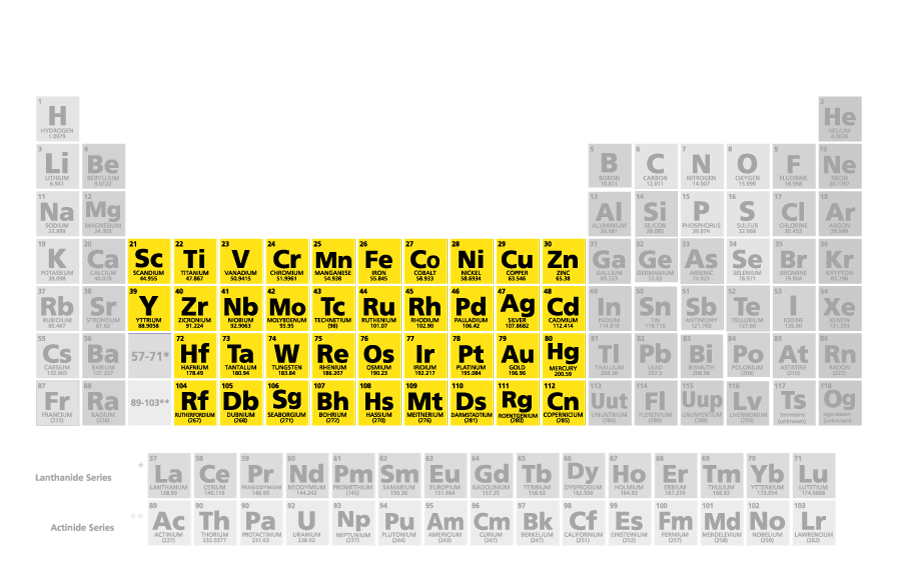 1 2
H He
HYDROGEN HELIUM
1.0079 4.0026
3 4 5 6 7 8 9 10
Li Be B C N O F Ne
LITHIUM BERYLLIUM BORON CARBON NITROGEN OXYGEN FLUORINE NEON
6.941 9.0122 10.811 12.011 14.007 15.999 18.998 20.1797
11 12 13 14 15 16 17 18
Na Mg Al Si P S Cl Ar
SODIUM MAGNESIUM ALUMINIUM SILICON PHOSPHORUS SULFUR CHLORINE ARGON
22.989 24.305 26.981 28.085 30.974 32.066 35.453
19 20 21 22 23 24 25 26 27 28 29 30 31 32 33 34 35 36
K Ca Sc Ti V Cr Mn Fe Co Ni Cu Zn Ga Ge As Se Br Kr
POTASSIUM CALCIUM SCANDIUM TITANIUM VANADIUM CHROMIUM MANGANESE IRON COBALT NICKEL COPPER ZINC GALLIUM GERMANIUM ARSENIC SELENIUM BROMINE KRYPTON
39.098 40.078 44.955 47.867 50.9415 51.9961 54.938 55.845 58.933 58.6934 63.546 65.38 69.723 74.921 78.971
37 38 39 40 41 42 43 44 45 46 47 48 49 50 51 52 53 54
Rb Sr Y Zr Nb Mo Tc Ru Rh Pd Ag Cd In Sn Sb Te I Xe
RUBIDIUM STRONTIUM YTTRIUM ZICRONIUM NIOBIUM MOLYBDENUM TECHNETIUM RUTHENIUM RHODIUM PALLADIUM SILVER CADMIUM INDIUM TIN ANTIMONY TELLURIUM IODINE XENON
85.467 87.62 88.9058 91.224 92.9063 95.95 (98) 101.07 102.90 106.42 107.8682 112.414 114.818 118.710 121.760 127.60 126.90 131.293
55 56 57-71* 72 73 74 75 76 77 78 79 80 81 82 83 84 85 86
Cs Ba Hf Ta W Re Os Ir Pt Au Hg Tl Pb Bi Po At Rn
CAESIUM BARIUM HAFNIUM TANTALUM TUNGSTEN RHENIUM OSMIUM IRIDIUM PLATINUM GOLD MERCURY THALLIUM LEAD BISMUTH POLONIUM ASTATINE RADON
132.905 137.327 178.49 180.94 183.84 186.207 190.23 192.217 195.084 196.96 200.59 204.38 207.2 208.98 (209) (210) (222)
87 88 89-103** 104 105 106 107 108 109 110 111 112 113 114 115 116 117 118
Fr Ra Rf Db Sg Bh Hs Mt Ds Rg Cn Uut Fl Uup Lv Ts Og
FRANCIUM RADIUM RUTHERFORDIUM DUBNIUM SEABORGIUM BOHRIUM HASSIUM MEITNERIUM DARMSTADTIUM ROENTGENIUM COPERNICIUM UNUNTRIUM FLEROVIUM UNUNPENTIUM LIVERMORIUM tennessine oganesson
(223) (226) (267) (268) (271) (272) (270) (276) (281) (280) (285) (284) (289) (288) (293) (unknown) (unknown)
Lanthanide Series *
57 58 59 60 61 62 63 64 65 66 67 68 69 70 71
La Ce Pr Nd Pm Sm Eu Gd Tb Dy Ho Er Tm Yb Lu
LANTHANUM CERIUM PRASEODYMIUM NEODYMIUM PROMETHIUM SAMARIUM EUROPIUM GADOLINIUM TERBIUM DYSPROSIUM HOLMIUM ERBIUM THULIUM YTTERBIUM LUTETIUM
138.90 140.116 140.90 144.242 (145) 150.36 151.964 157.25 158.92 162.500 164.93 167.259 168.93 173.054 174.9668
Actinide Series **
89 90 91 92 93 94 95 96 97 98 99 100 101 102 103
Ac Th Pa U Np Pu Am Cm Bk Cf Es Fm Md No Lr
ACTINIUM THORIUM PROTACTINIUM URANIUM NEPTUNIUM PLUTONIUM AMERICIUM CURIUM BERKELIUM CALIFORNIUM EINSTEINIUM FERMIUM MENDELEVIUM NOBELIUM LAWRENCIUM
(227) 232.0377 231.03 238.02 (237) (244) (243) (247) (247) (251) (252) (257) (258) (259) (262)